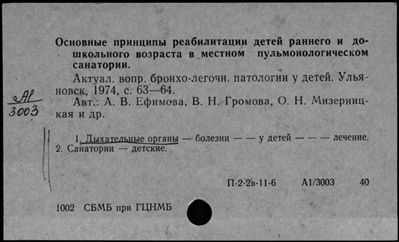 Основные принципы реабилитации детей раннего и до-
школьного возраста в местном пульмонологическом
санатории.
Актуал. вопр. бронхо-легочн. патологии у детей. Улья-
новск, 1974, с. 63—64.
Авт.: А. В. Ефимова, В. Н. Громова, О. Н. Мизерниц-
кая и др.
А1
3003
1. Дыхательные органы — болезни — — у детей — — лечение.
2. Санатории — детские.
П-2-2в-11-6 А1/3003 40
1002 СБМБ при ГЦНМБ